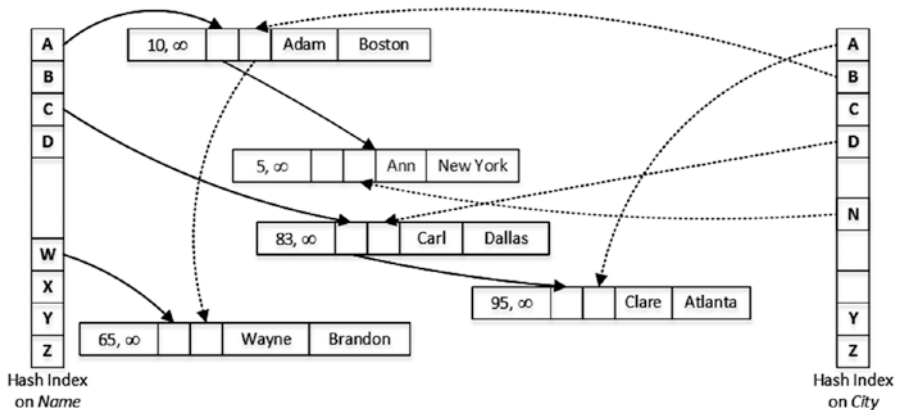 A
B
C
D
W
X
Y
Z
Hash Index
on Name
10, ∞ Adam Boston
5, ∞ Ann New York
83, ∞ Carl Dallas
95, ∞ Clare Atlanta
65, ∞ Wayne Brandon
A
B
C
D
N
Y
Z
Hash Index
on City